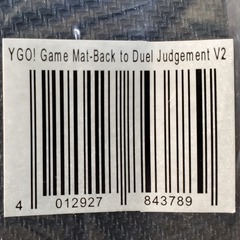 YGO! Game Mat-Back to Duel Judgement V2
4 012927 843789